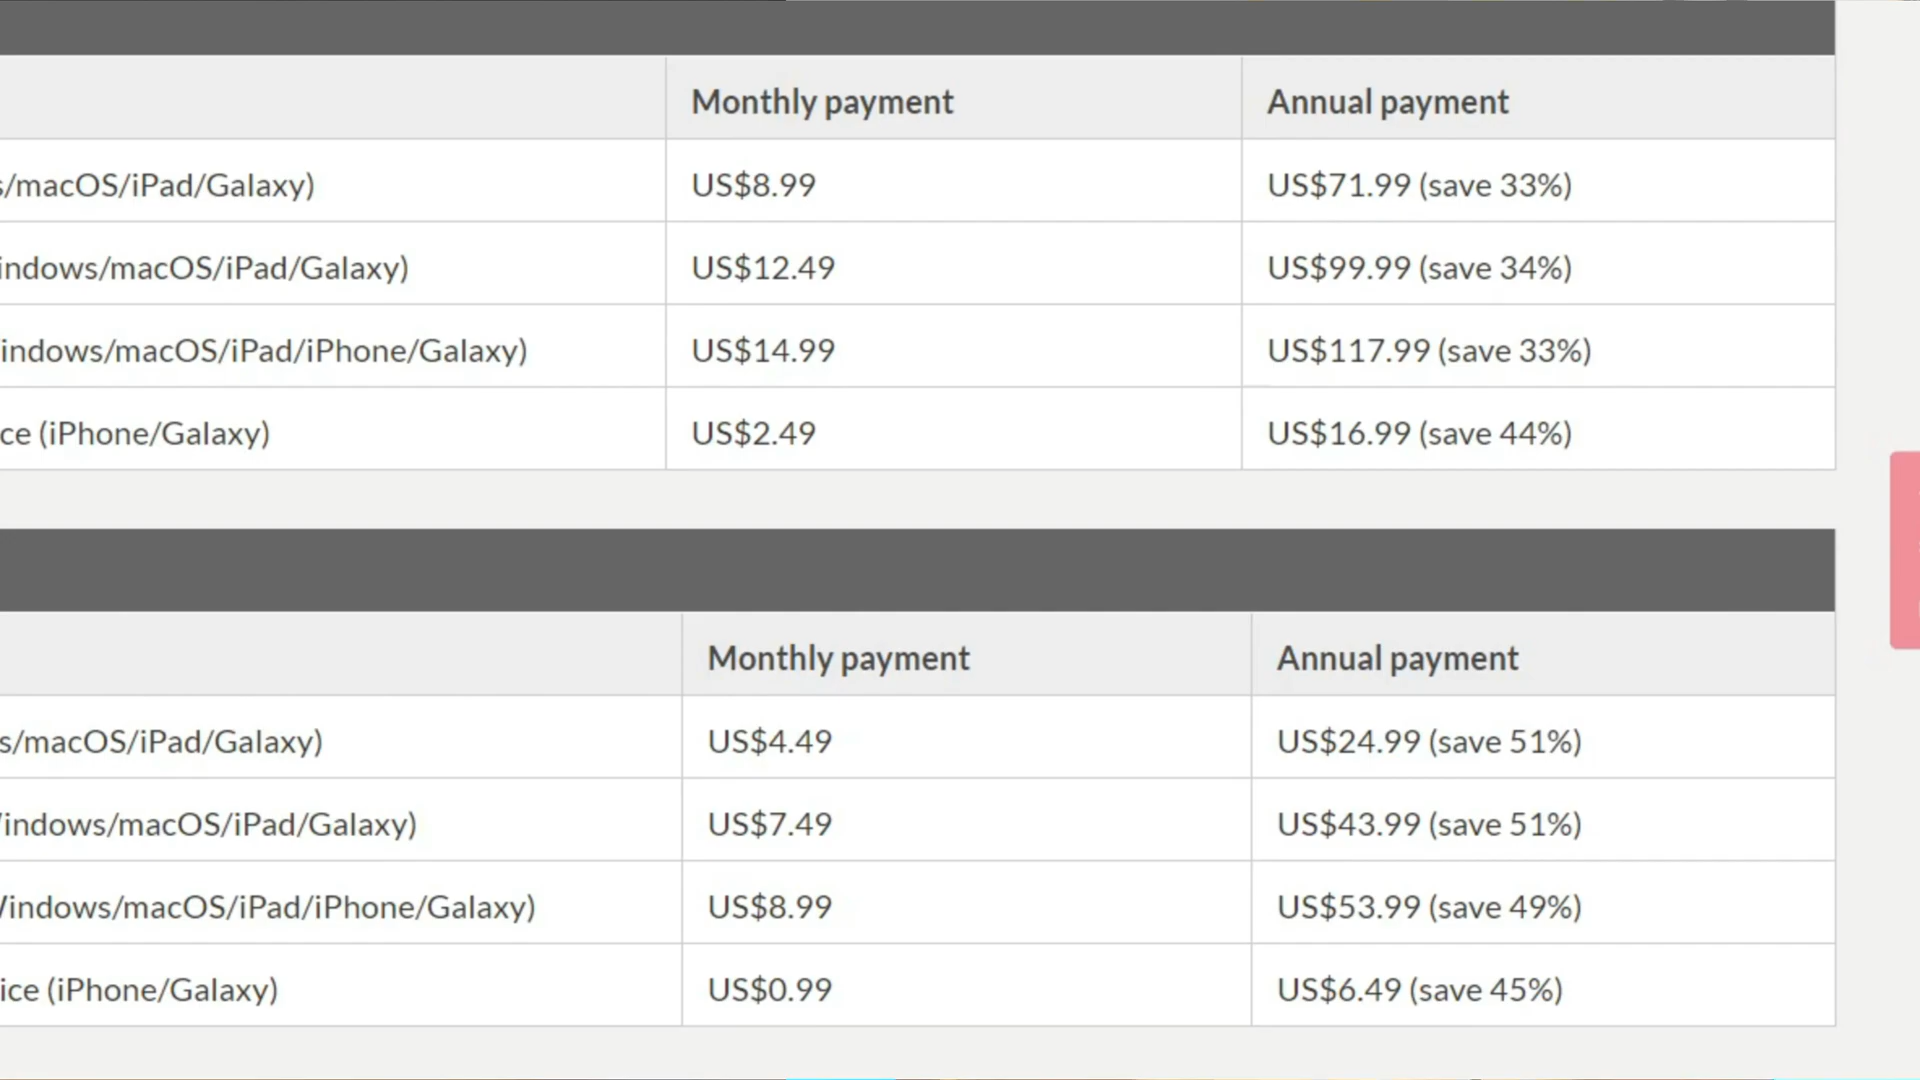 Monthly payment Annual payment
s/macOS/iPad/Galaxy) US$8.99 US$71.99 (save 33%)
indows/macOS/iPad/Galaxy) US$12.49 US$99.99 (save 34%)
indows/macOS/iPad/iPhone/Galaxy) US$14.99 US$117.99 (save 33%)
ce (iPhone/Galaxy) US$2.49 US$16.99 (save 44%)
Monthly payment Annual payment
s/macOS/iPad/Galaxy) US$4.49 US$24.99 (save 51%)
indows/macOS/iPad/Galaxy) US$7.49 US$43.99 (save 51%)
indows/macOS/iPad/iPhone/Galaxy) US$8.99 US$53.99 (save 49%)
ice (iPhone/Galaxy) US$0.99 US$6.49 (save 45%)